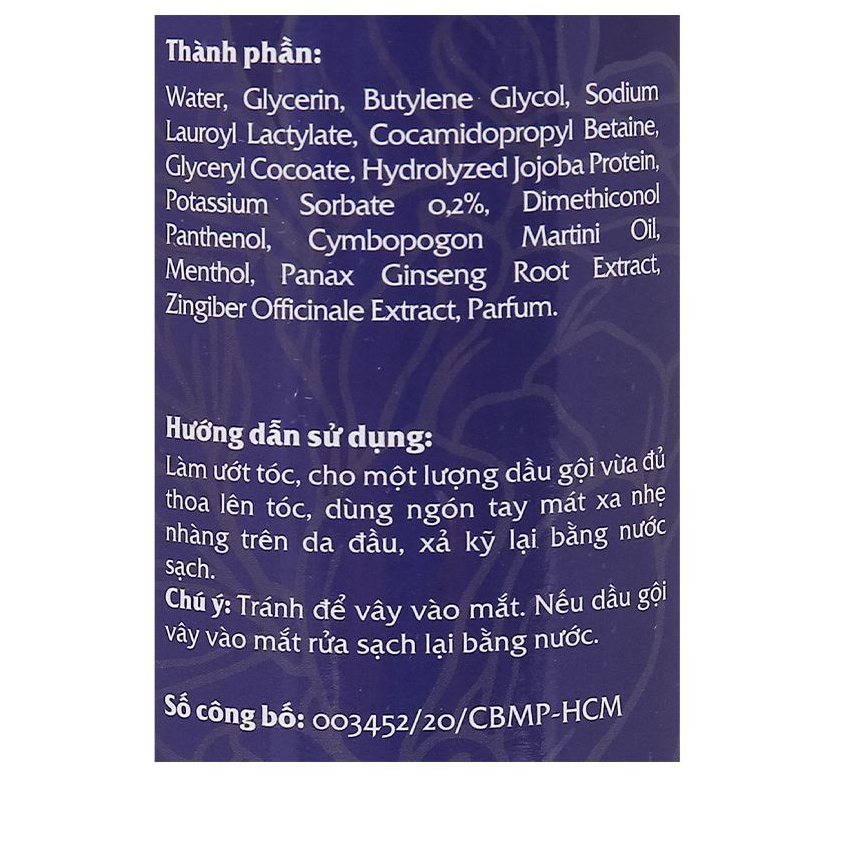 Thành phần:
Water, Glycerin, Butylene Glycol, Sodium
Lauroyl Lactylate, Cocamidopropyl Betaine,
Glyceryl Cocoate, Hydrolyzed Jojoba Protein,
Potassium Sorbate 0,2%, Dimethiconol
Panthenol, Cymbopogon Martini Oil,
Menthol, Panax Ginseng Root Extract,
Zingiber Officinale Extract, Parfum.
Hướng dẫn sử dụng:
Làm ướt tóc, cho một lượng dầu gội vừa đủ
thoa lên tóc, dùng ngón tay mát xa nhẹ
nhàng trên da đầu, xả kỹ lại bằng nước
sạch.
Chú ý: Tránh để vây vào mắt. Nếu dầu gội
vây vào mắt rửa sạch lại bằng nước.
Số công bố: 003452/20/CBMP-HCM